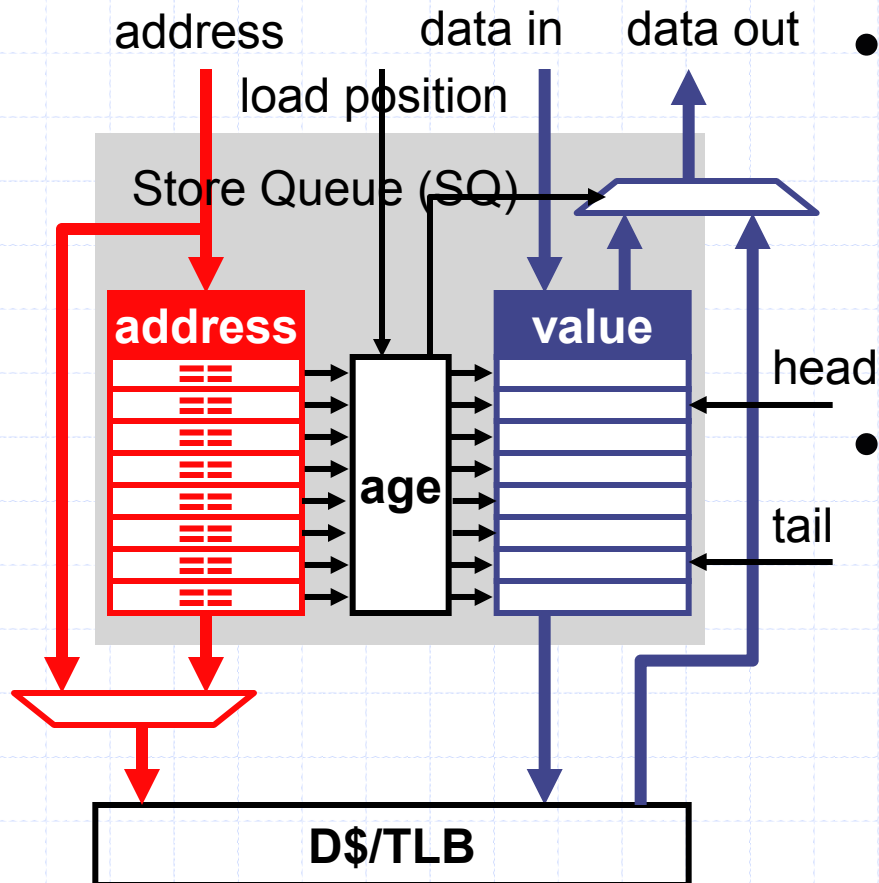 address data in data out •
load position
Store Queue (SQ)
address value
== head
==
==
== •
== age
== tail
==
==
D$/TLB